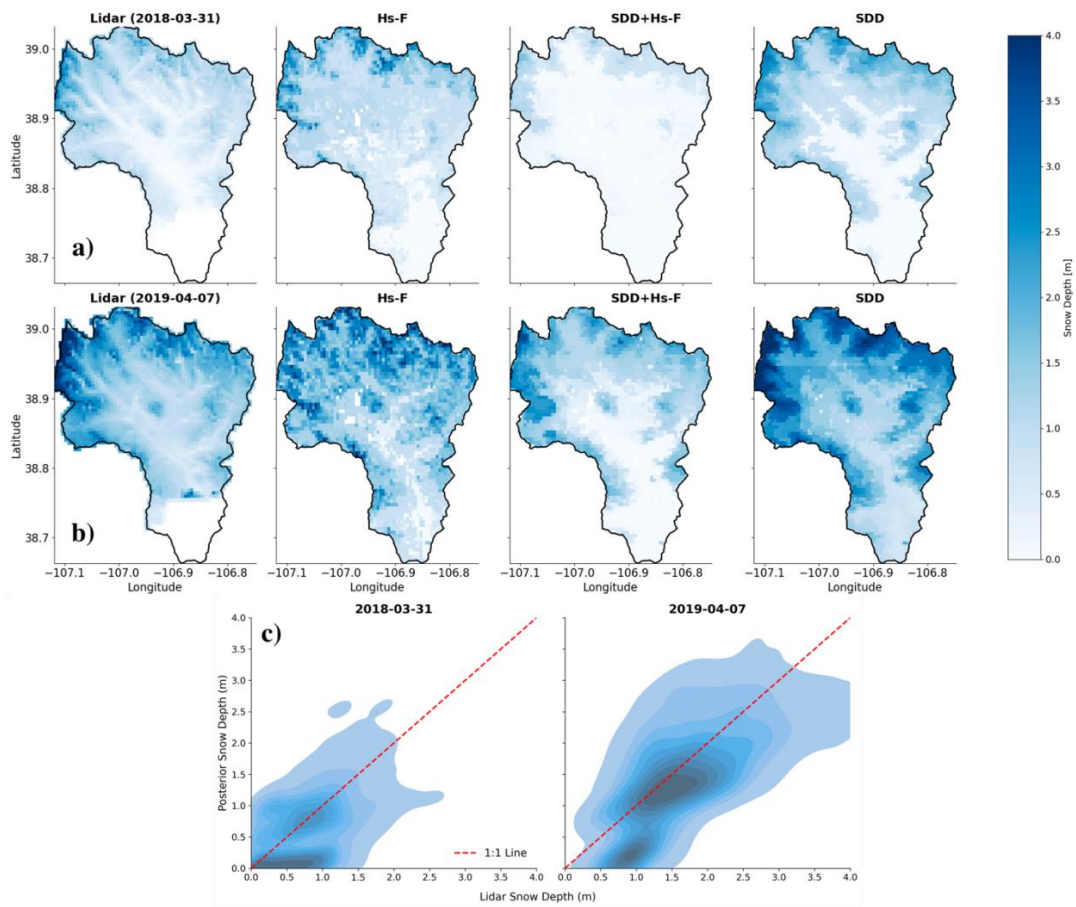 Lidar (2018-03-31) Hs-F SDD+Hs-F SDD
4.0
3.5
3.0
2.5
2.0
1.5
1.0
0.5
0.0
Snow Depth [m]
39.0
38.9
38.8
38.7
Latitude
a)
Lidar (2019-04-07) Hs-F SDD+Hs-F SDD
39.0
38.9
38.8
38.7
Latitude
b)
−107.1 −107.0 −106.9 −106.8 −107.1 −107.0 −106.9 −106.8 −107.1 −107.0 −106.9 −106.8 −107.1 −107.0 −106.9 −106.8
Longitude Longitude Longitude Longitude
2018-03-31 2019-04-07
c)
4.0
3.5
3.0
2.5
2.0
1.5
1.0
0.5
0.0
Posterior Snow Depth (m)
1:1 Line
0.0 0.5 1.0 1.5 2.0 2.5 3.0 3.5 4.0 0.0 0.5 1.0 1.5 2.0 2.5 3.0 3.5 4.0
Lidar Snow Depth (m)